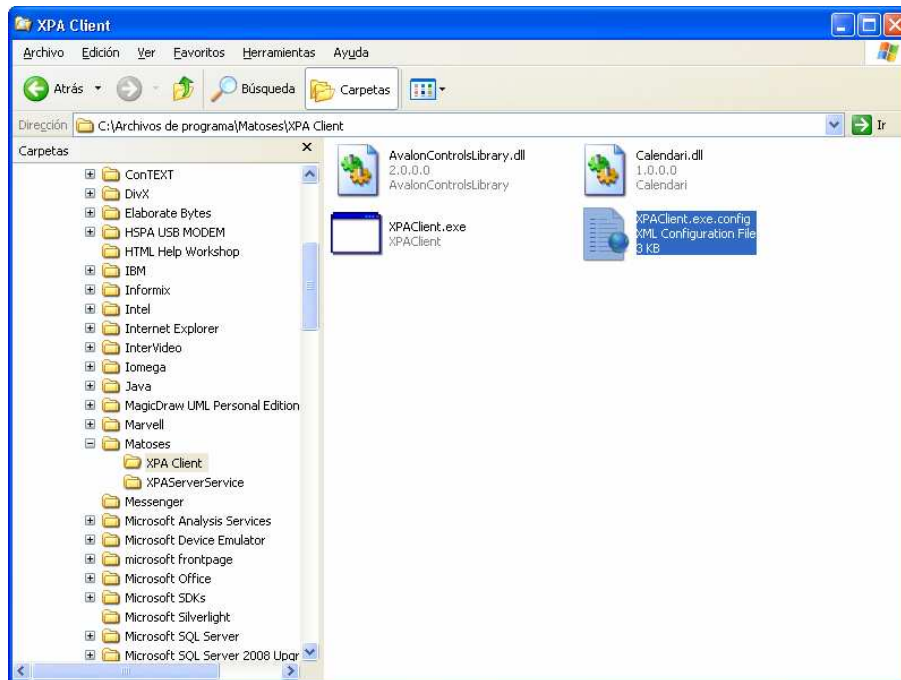 XPA Client
Archivo Edición Ver Favoritos Herramientas Ayuda
Atrás Búsqueda Carpetas
Dirección C:\Archivos de programa\Matoses\XPA Client Ir
Carpetas
ConTEXT
DivX
Elaborate Bytes
HSPA USB MODEM
HTML Help Workshop
IBM
Informix
Intel
Internet Explorer
InterVideo
Iomega
Java
MagicDraw UML Personal Edition
Marvell
Matoses
XPA Client
XPAServerService
Messenger
Microsoft Analysis Services
Microsoft Device Emulator
microsoft frontpage
Microsoft Office
Microsoft SDKs
Microsoft Silverlight
Microsoft SQL Server
Microsoft SQL Server 2008 Upgr
AvalonControlsLibrary.dll
2.0.0.0
AvalonControlsLibrary
Calendari.dll
1.0.0.0
Calendari
XPAClient.exe
XPAClient
XPAClient.exe.config
XML Configuration File
3 KB